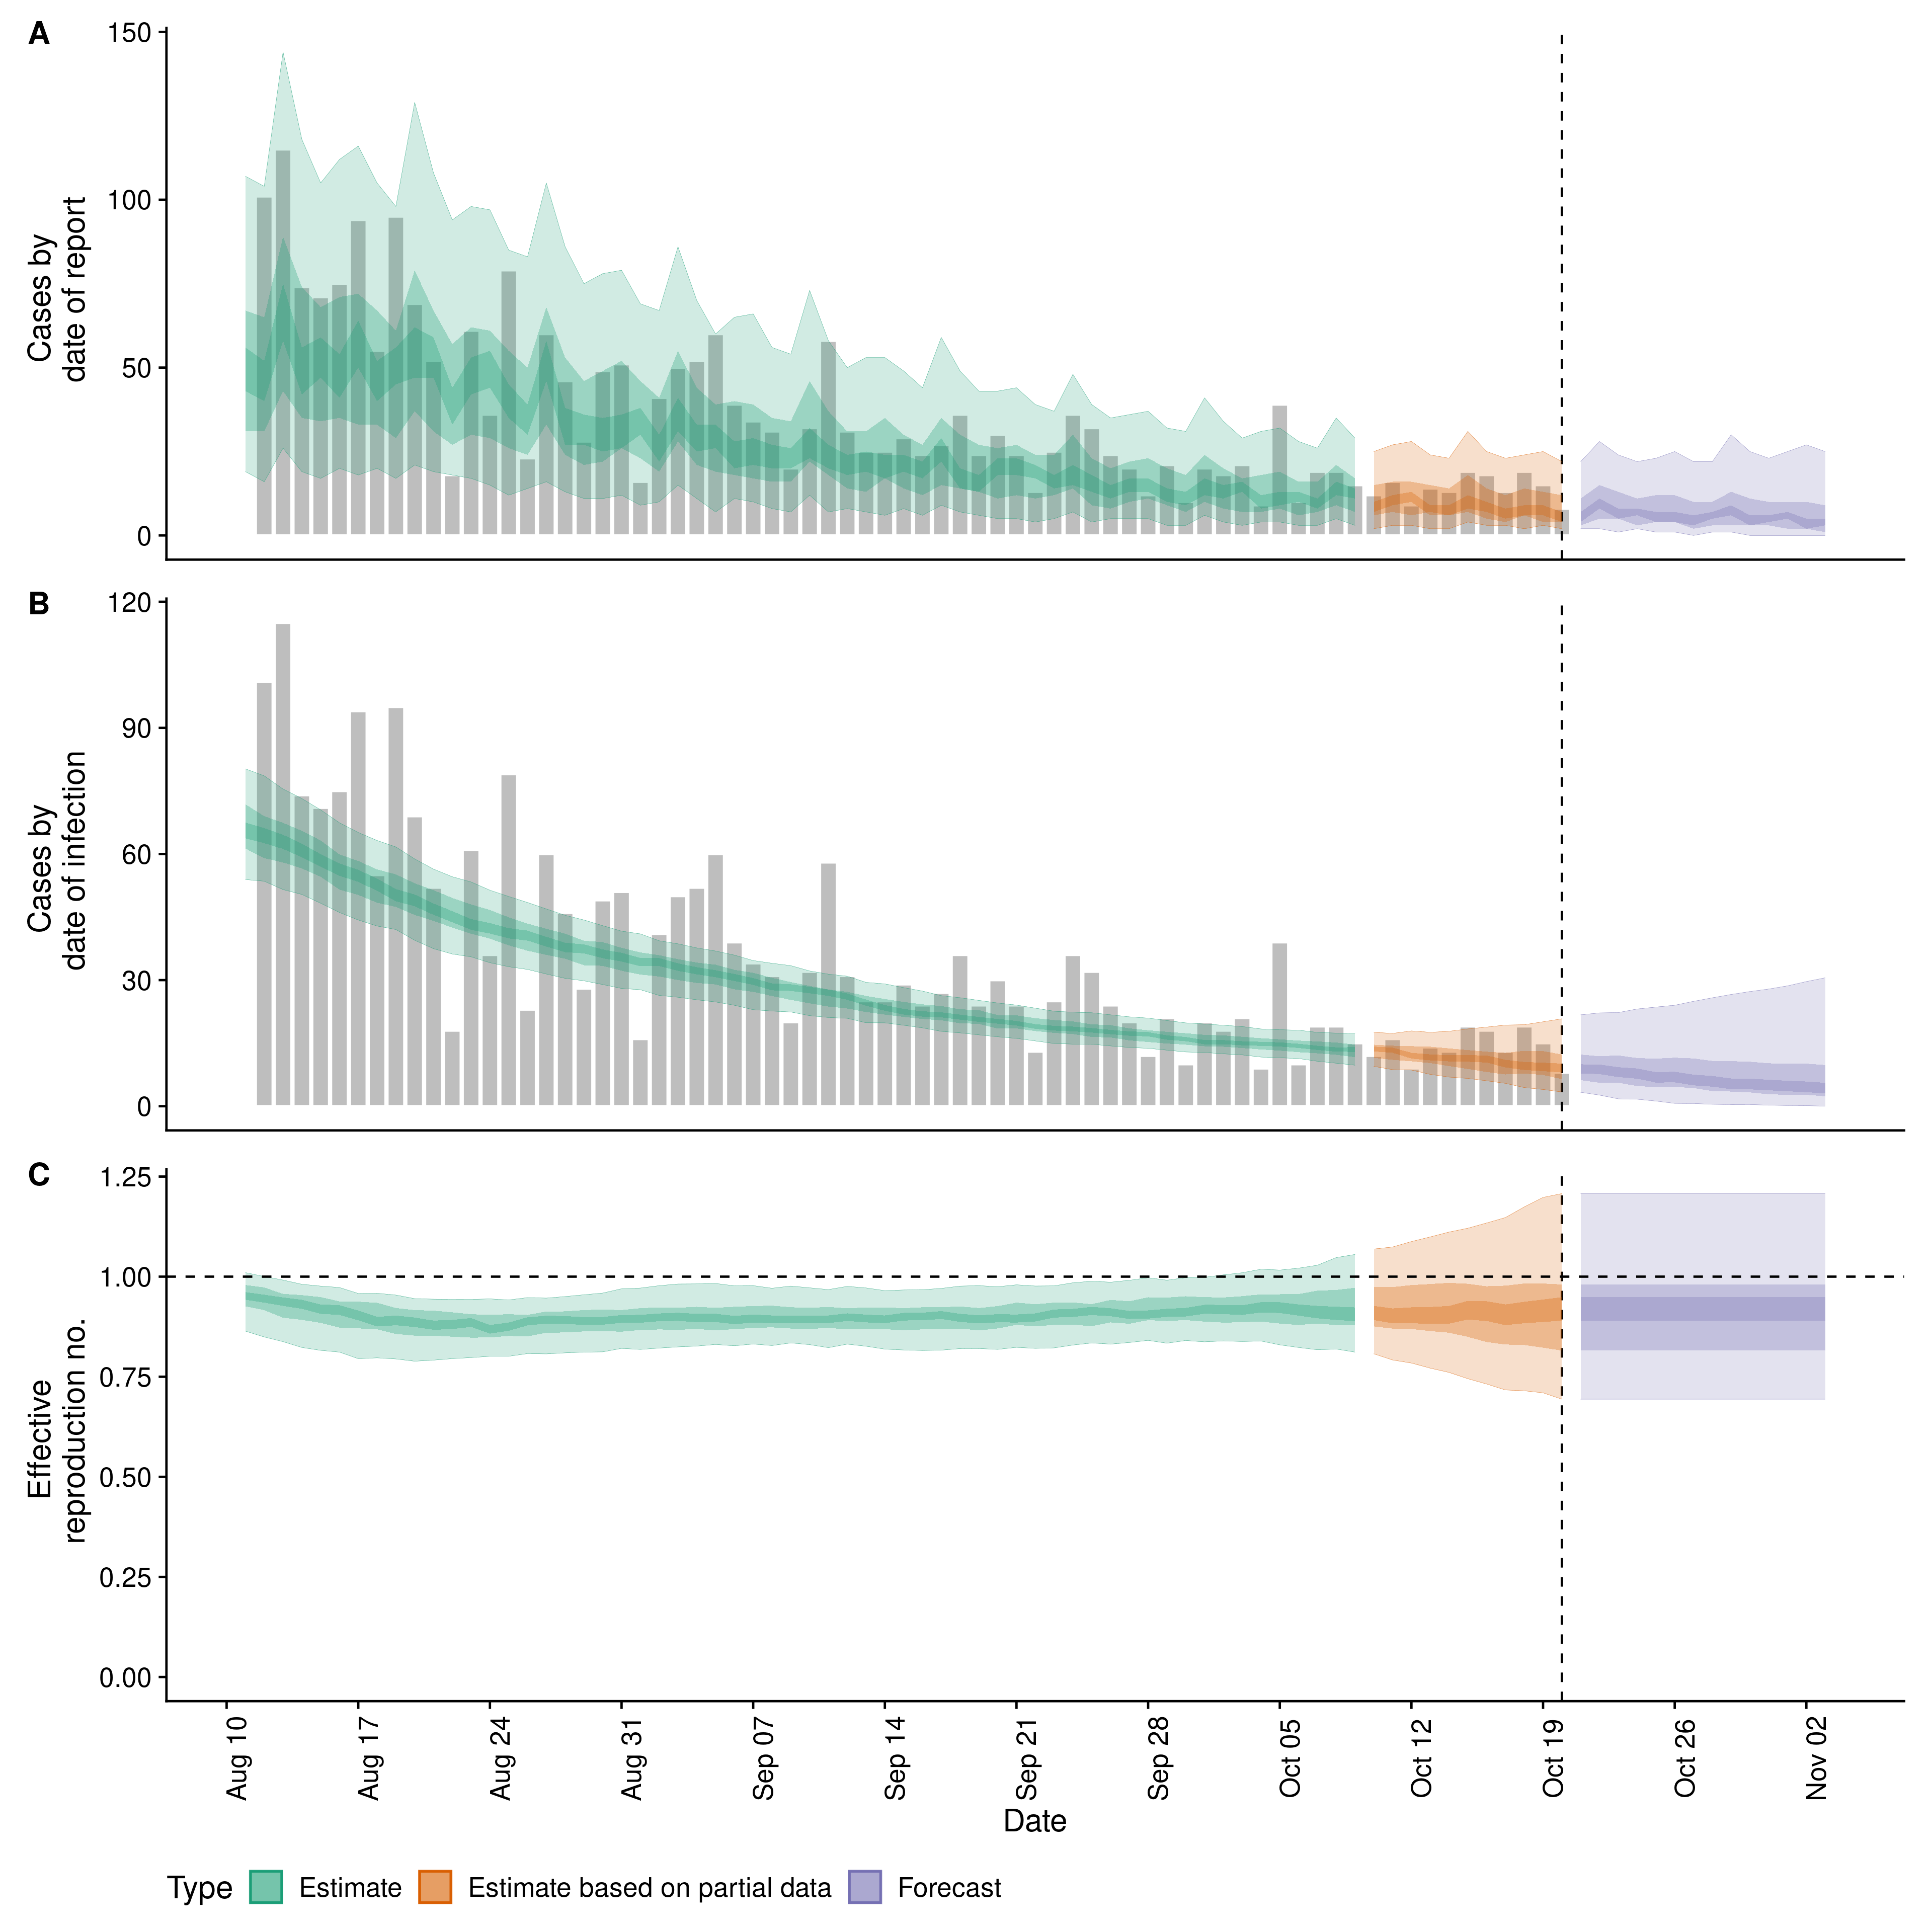 A
150
100
50
0
Cases by
date of report
B
120
90
60
30
0
Cases by
date of infection
C
1.25
1.00
0.75
0.50
0.25
0.00
Effective
reproduction no.
Aug 10
Aug 17
Aug 24
Aug 31
Sep 07
Sep 14
Sep 21
Sep 28
Oct 05
Oct 12
Oct 19
Oct 26
Nov 02
Date
Type Estimate Estimate based on partial data Forecast